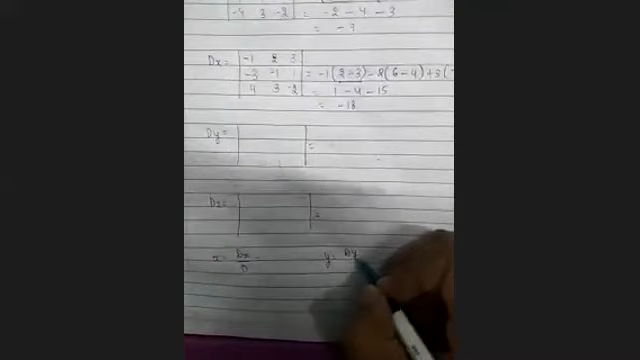 -4 3 -2 = -2 - 4 - 3
= -9
Dx = -1 2 3
-3 -1 1 = -1(2-3)-2(6-4)+3(-
4 3 -2 = 1 - 4 - 15
= -18
Dy = =
Dz = =
x = Dx/D = y = Dy